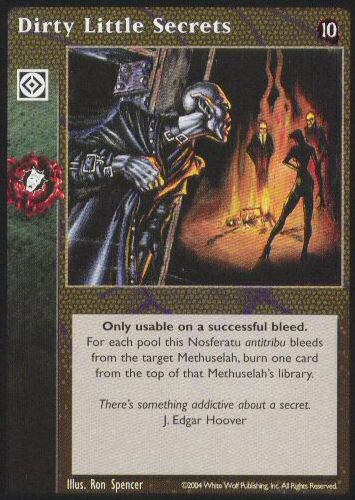 Dirty Little Secrets
10
Only usable on a successful bleed.
For each pool this Nosferatu antitribu bleeds
from the target Methuselah, burn one card
from the top of that Methuselah's library.
There's something addictive about a secret.
J. Edgar Hoover
Illus. Ron Spencer
©2004 White Wolf Publishing, Inc. All Rights Reserved.